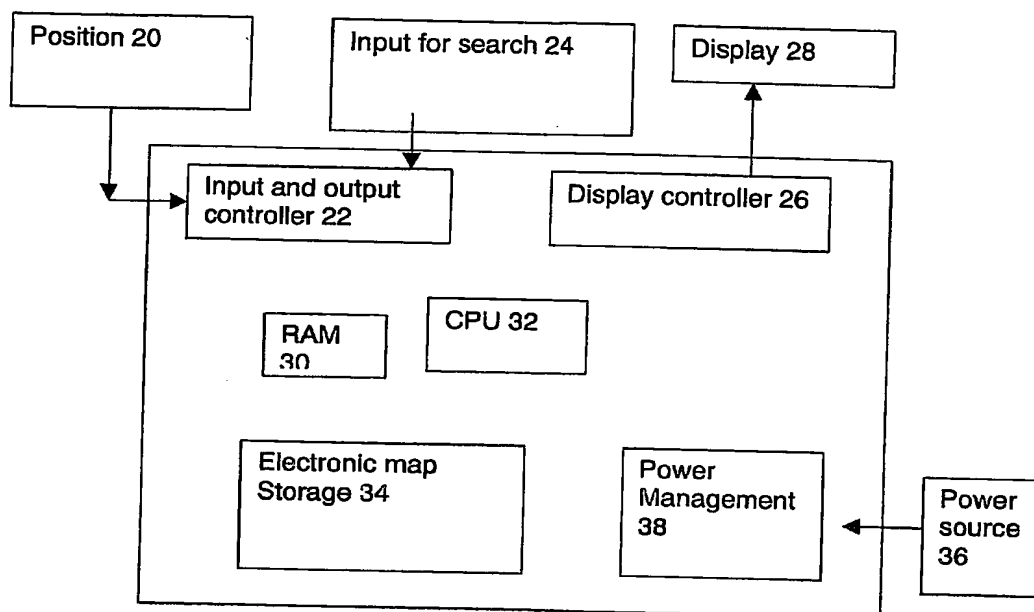 Position 20
Input for search 24
Display 28
Input and output
controller 22
Display controller 26
RAM
30
CPU 32
Electronic map
Storage 34
Power
Management
38
Power
source
36